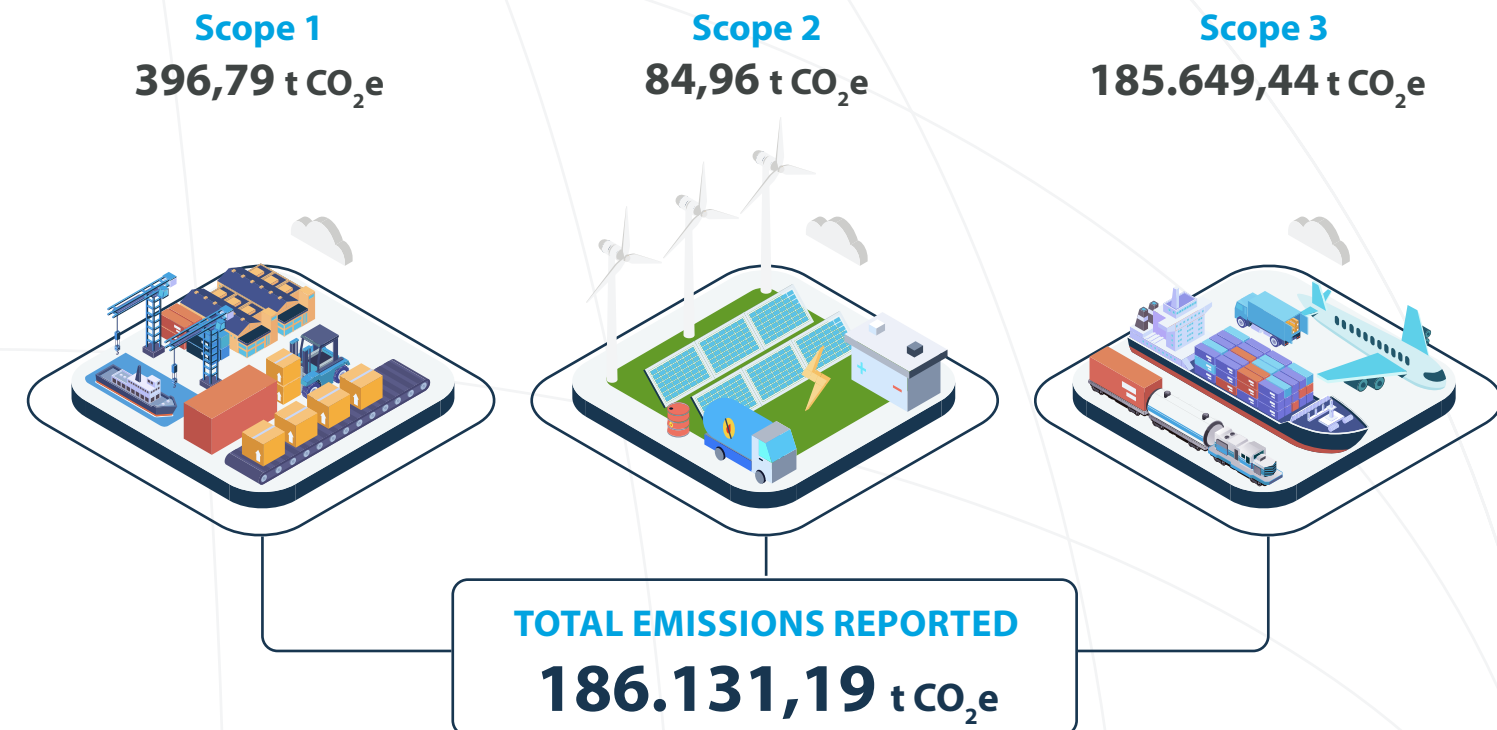 Scope 1
396,79 t CO₂e
Scope 2
84,96 t CO₂e
Scope 3
185.649,44 t CO₂e
TOTAL EMISSIONS REPORTED
186.131,19 t CO₂e